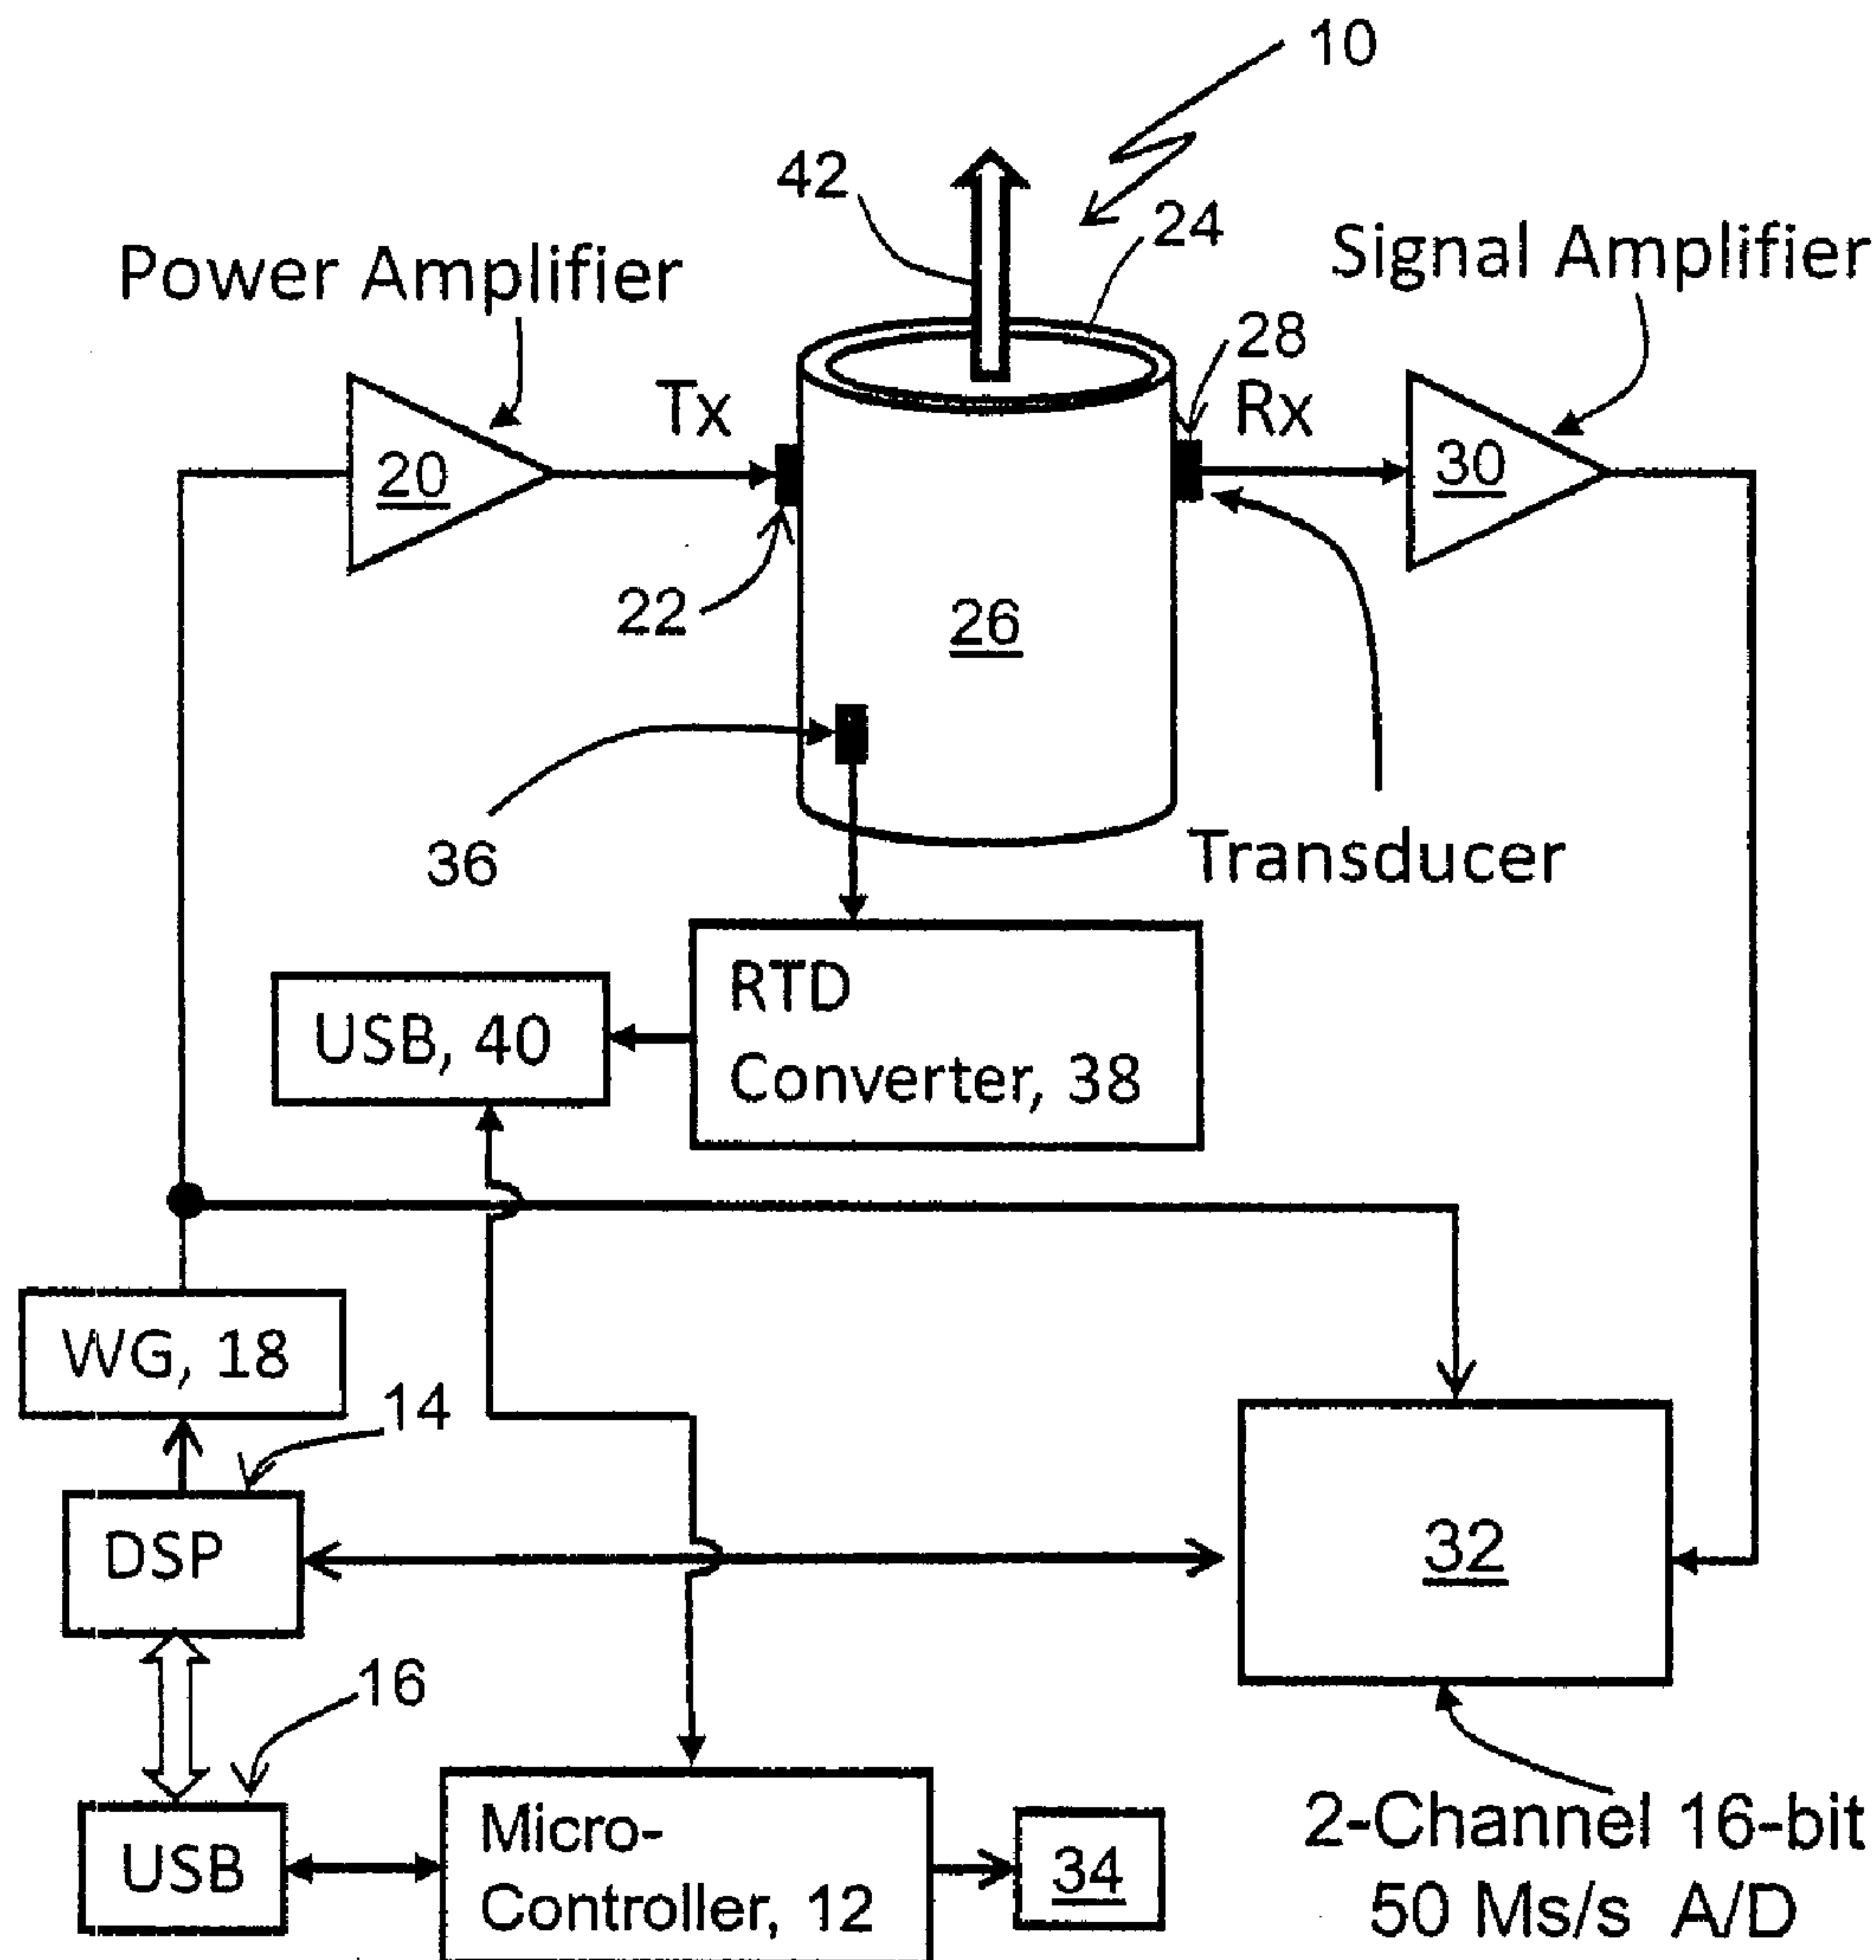 10
42
24
Power Amplifier
Signal Amplifier
28
Tx
Rx
20
30
22
26
36
Transducer
RTD
Converter, 38
USB, 40
WG, 18
14
DSP
32
16
2-Channel 16-bit
50 Ms/s A/D
USB
Micro-
Controller, 12
34